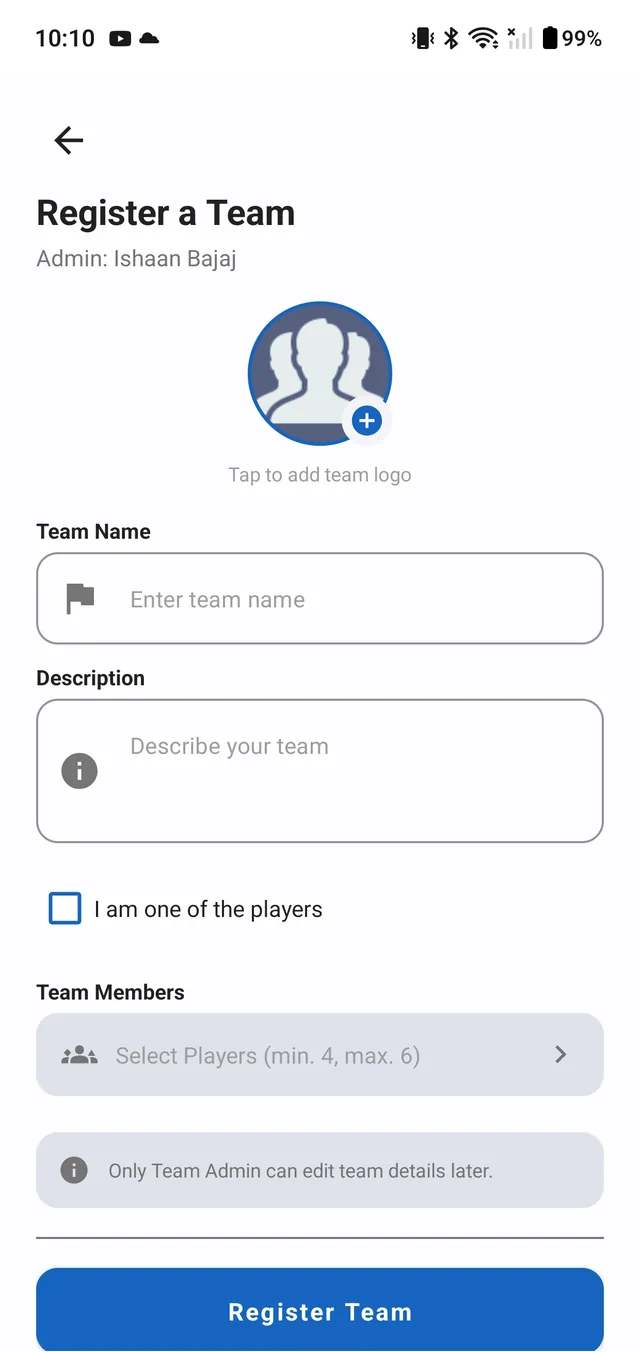 10:10
99%
Register a Team
Admin: Ishaan Bajaj
Tap to add team logo
Team Name
Enter team name
Description
Describe your team
I am one of the players
Team Members
Select Players (min. 4, max. 6)
Only Team Admin can edit team details later.
Register Team